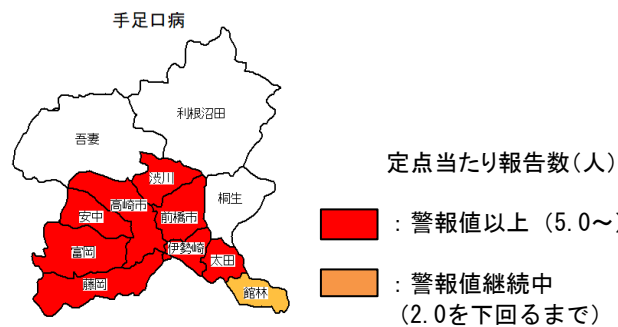 手足口病
利根沼田
吾妻
渋川
桐生
高崎市
安中
前橋市
伊勢崎
富岡
太田
藤岡
館林
定点当たり報告数(人)
：警報値以上（5.0～）
：警報値継続中
(2.0を下回るまで)